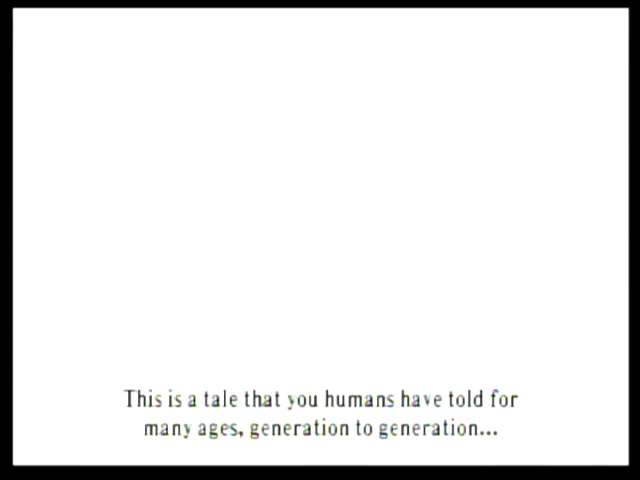 This is a tale that you humans have told for
many ages, generation to generation...